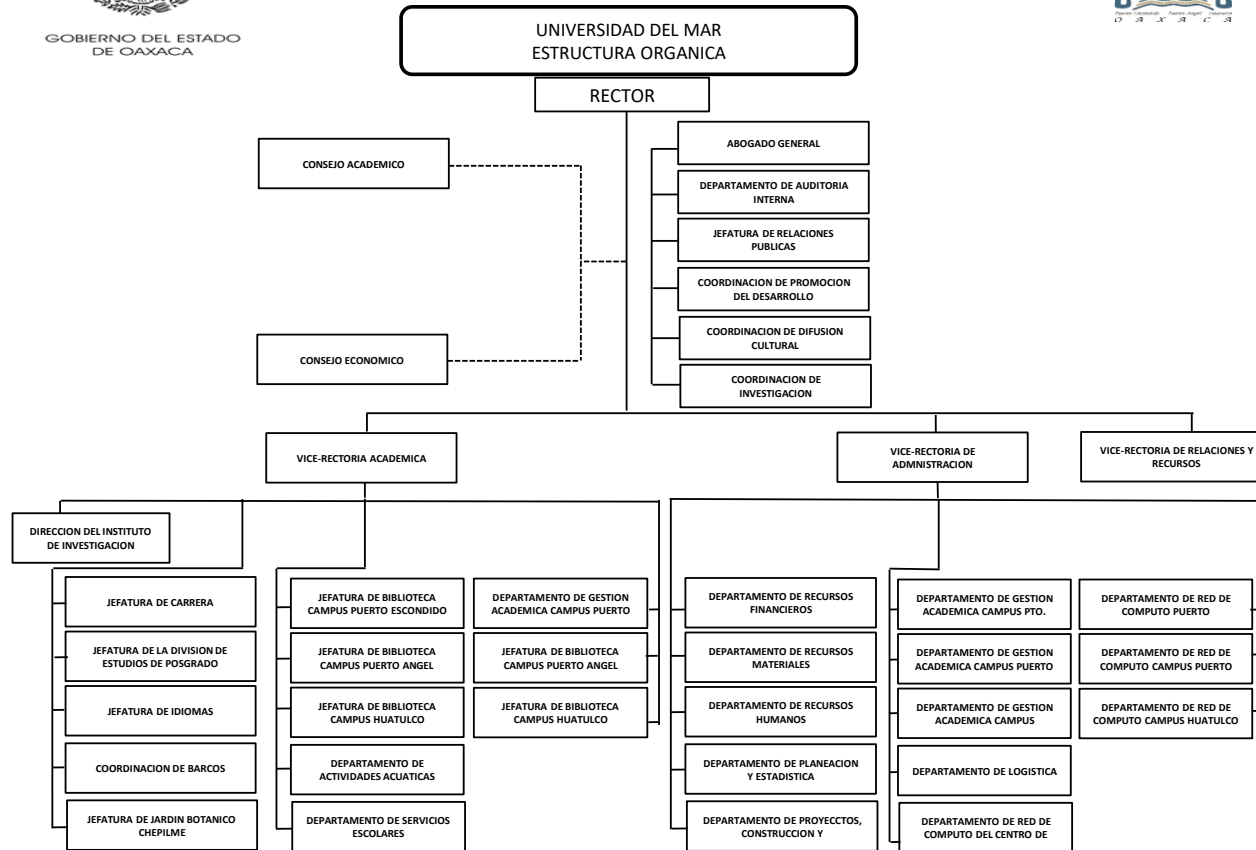 GOBIERNO DEL ESTADO
DE OAXACA
UNIVERSIDAD DEL MAR
ESTRUCTURA ORGANICA
Puerto Escondido Puerto Angel Huatulco
O A X A C A
RECTOR
CONSEJO ACADEMICO
CONSEJO ECONOMICO
ABOGADO GENERAL
DEPARTAMENTO DE AUDITORIA
INTERNA
JEFATURA DE RELACIONES
PUBLICAS
COORDINACION DE PROMOCION
DEL DESARROLLO
COORDINACION DE DIFUSION
CULTURAL
COORDINACION DE
INVESTIGACION
VICE-RECTORIA ACADEMICA
VICE-RECTORIA DE
ADMNISTRACION
VICE-RECTORIA DE RELACIONES Y
RECURSOS
DIRECCION DEL INSTITUTO
DE INVESTIGACION
JEFATURA DE CARRERA
JEFATURA DE LA DIVISION DE
ESTUDIOS DE POSGRADO
JEFATURA DE IDIOMAS
COORDINACION DE BARCOS
JEFATURA DE JARDIN BOTANICO
CHEPILME
JEFATURA DE BIBLIOTECA
CAMPUS PUERTO ESCONDIDO
JEFATURA DE BIBLIOTECA
CAMPUS PUERTO ANGEL
JEFATURA DE BIBLIOTECA
CAMPUS HUATULCO
DEPARTAMENTO DE
ACTIVIDADES ACUATICAS
DEPARTAMENTO DE SERVICIOS
ESCOLARES
DEPARTAMENTO DE GESTION
ACADEMICA CAMPUS PUERTO
JEFATURA DE BIBLIOTECA
CAMPUS PUERTO ANGEL
JEFATURA DE BIBLIOTECA
CAMPUS HUATULCO
DEPARTAMENTO DE RECURSOS
FINANCIEROS
DEPARTAMENTO DE RECURSOS
MATERIALES
DEPARTAMENTO DE RECURSOS
HUMANOS
DEPARTAMENTO DE PLANEACION
Y ESTADISTICA
DEPARTAMENTO DE PROYECCTOS,
CONSTRUCCION Y
DEPARTAMENTO DE GESTION
ACADEMICA CAMPUS PTO.
DEPARTAMENTO DE GESTION
ACADEMICA CAMPUS PUERTO
DEPARTAMENTO DE GESTION
ACADEMICA CAMPUS
DEPARTAMENTO DE LOGISTICA
DEPARTAMENTO DE RED DE
COMPUTO DEL CENTRO DE
DEPARTAMENTO DE RED DE
COMPUTO PUERTO
DEPARTAMENTO DE RED DE
COMPUTO CAMPUS PUERTO
DEPARTAMENTO DE RED DE
COMPUTO CAMPUS HUATULCO